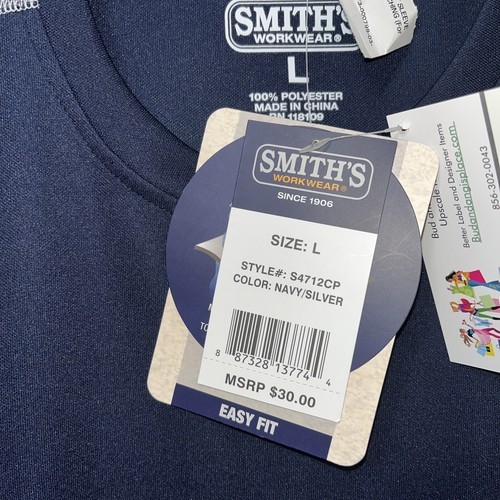 SMITH'S
WORKWEAR®
L
100% POLYESTER
MADE IN CHINA
RN 118109
SLEEVE
SMITH'S
WORKWEAR®
SINCE 1906
SIZE: L
STYLE#: S4712CP
COLOR: NAVY/SILVER
8 87328 13774 4
MSRP $30.00
EASY FIT
Upscale
Better Label and Designer Items
Budandangisplace.com
856-302-0043